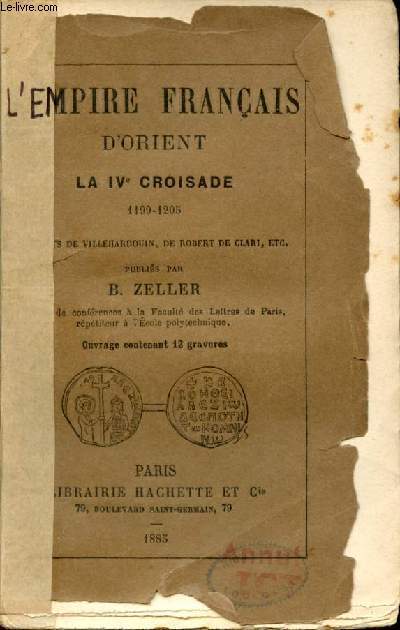 Le-livre.com
L'EMPIRE FRANÇAIS
D'ORIENT
LA IVe CROISADE
1199-1205
TS DE VILLEHARDOUIN, DE ROBERT DE CLARI, ETC.
PUBLIÉS PAR
B. ZELLER
de conférences à la Faculté des Lettres de Paris,
répétiteur à l'École polytechnique.
Ouvrage contenant 12 gravures
PARIS
LIBRAIRIE HACHETTE ET Cie
79, BOULEVARD SAINT-GERMAIN, 79
1885